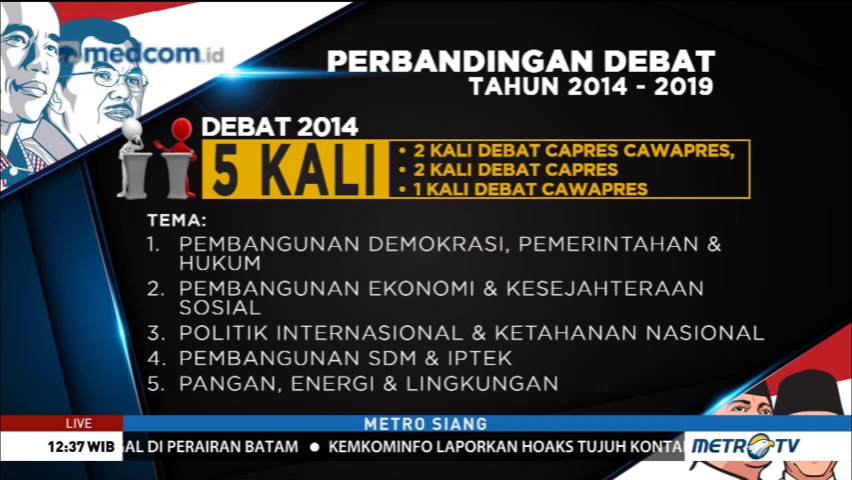 medcom.id
PERBANDINGAN DEBAT
TAHUN 2014 - 2019
DEBAT 2014
5 KALI
• 2 KALI DEBAT CAPRES CAWAPRES,
• 2 KALI DEBAT CAPRES
• 1 KALI DEBAT CAWAPRES
TEMA:
1. PEMBANGUNAN DEMOKRASI, PEMERINTAHAN &
HUKUM
2. PEMBANGUNAN EKONOMI & KESEJAHTERAAN
SOSIAL
3. POLITIK INTERNASIONAL & KETAHANAN NASIONAL
4. PEMBANGUNAN SDM & IPTEK
5. PANGAN, ENERGI & LINGKUNGAN
LIVE
METRO SIANG
12:37 WIB
GAL DI PERAIRAN BATAM ● KEMKOMINFO LAPORKAN HOAKS TUJUH KONTA
METRO TV